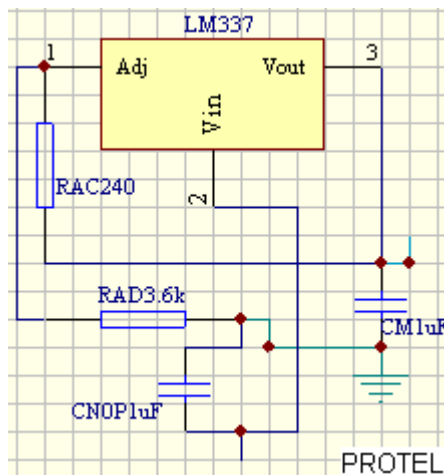 LM337
1
Adj
Vout
3
Vin
2
RAC240
RAD3.6k
CM1uF
CN0P1uF
PROTEL